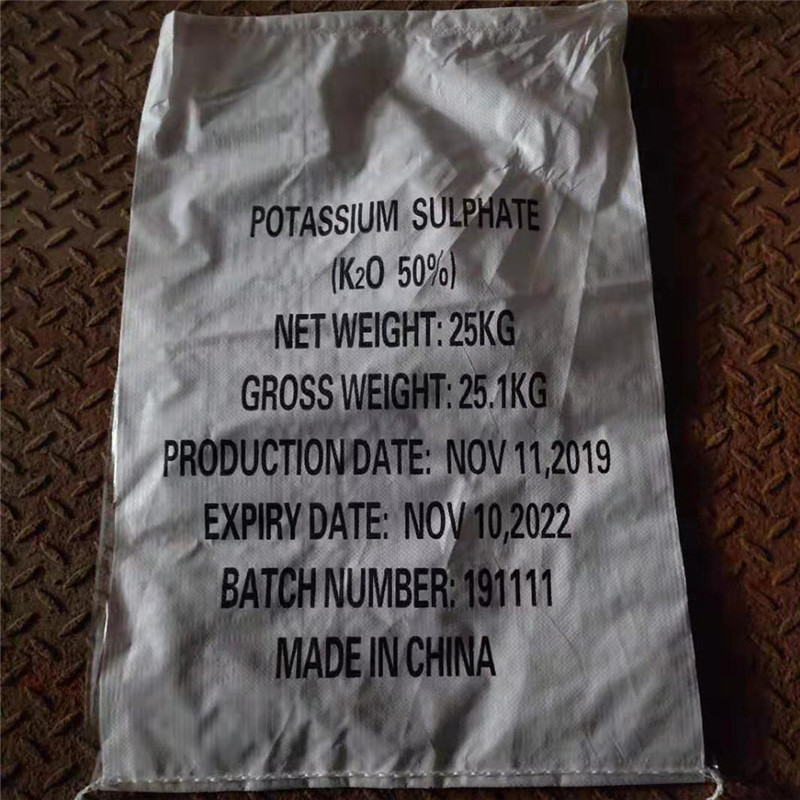 POTASSIUM SULPHATE
(K2O 50%)
NET WEIGHT: 25KG
GROSS WEIGHT: 25.1KG
PRODUCTION DATE: NOV 11,2019
EXPIRY DATE: NOV 10,2022
BATCH NUMBER: 191111
MADE IN CHINA